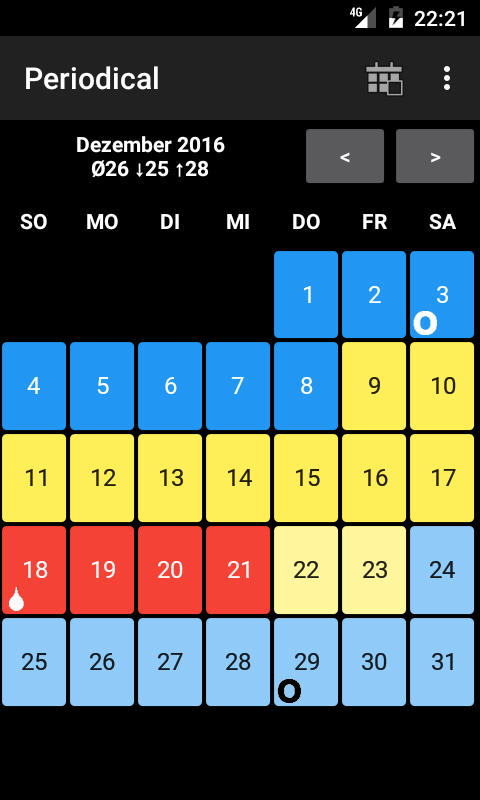 4G 22:21
Periodical
Dezember 2016
Ø26 ↓25 ↑28
< >
SO MO DI MI DO FR SA
1 2 3
O
4 5 6 7 8 9 10
11 12 13 14 15 16 17
18 19 20 21 22 23 24
25 26 27 28 29 30 31
O